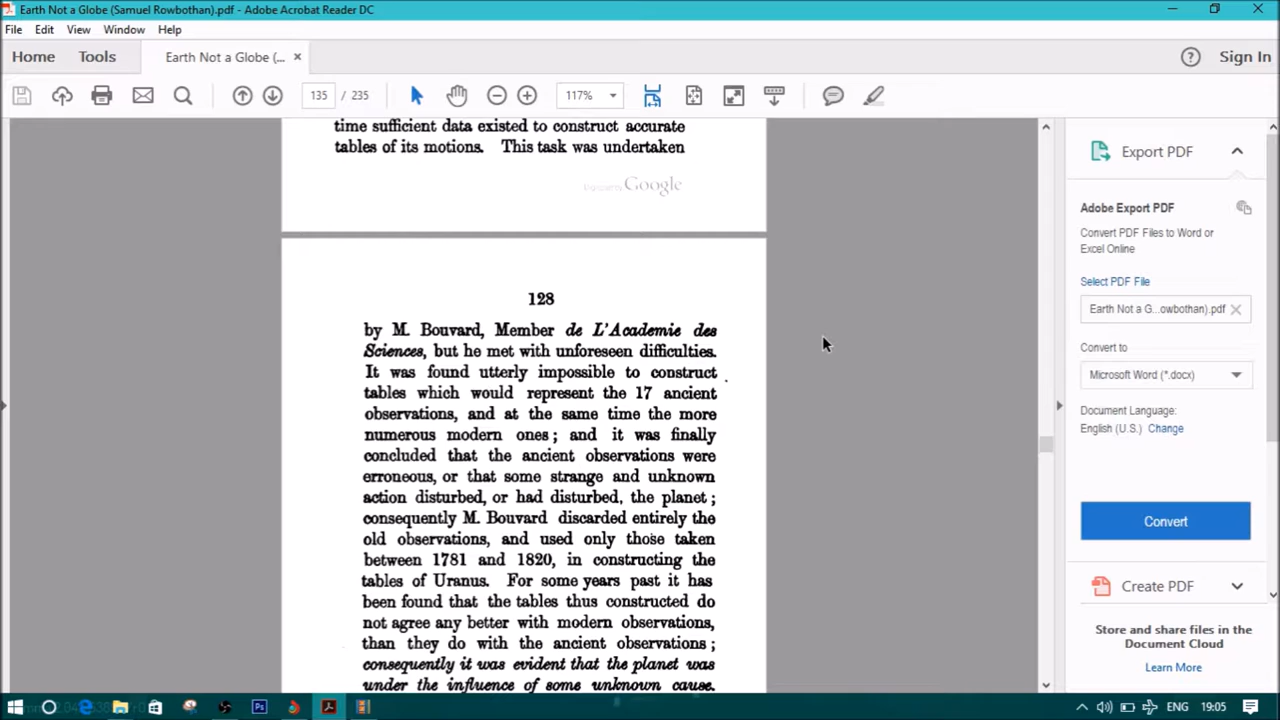 Earth Not a Globe (Samuel Rowbothan).pdf - Adobe Acrobat Reader DC
File Edit View Window Help
Home Tools Earth Not a Globe (... × Sign In
135 / 235 117%
time sufficient data existed to construct accurate
tables of its motions. This task was undertaken
Google
128
by M. Bouvard, Member de L'Academie des
Sciences, but he met with unforeseen difficulties.
It was found utterly impossible to construct
tables which would represent the 17 ancient
observations, and at the same time the more
numerous modern ones; and it was finally
concluded that the ancient observations were
erroneous, or that some strange and unknown
action disturbed, or had disturbed, the planet;
consequently M. Bouvard discarded entirely the
old observations, and used only those taken
between 1781 and 1820, in constructing the
tables of Uranus. For some years past it has
been found that the tables thus constructed do
not agree any better with modern observations,
than they do with the ancient observations;
consequently it was evident that the planet was
under the influence of some unknown cause.
Export PDF
Adobe Export PDF
Convert PDF Files to Word or
Excel Online
Select PDF File
Earth Not a G...owbothan).pdf
Convert to
Microsoft Word (*.docx)
Document Language:
English (U.S.) Change
Convert
Create PDF
Store and share files in the
Document Cloud
Learn More
ENG 19:05